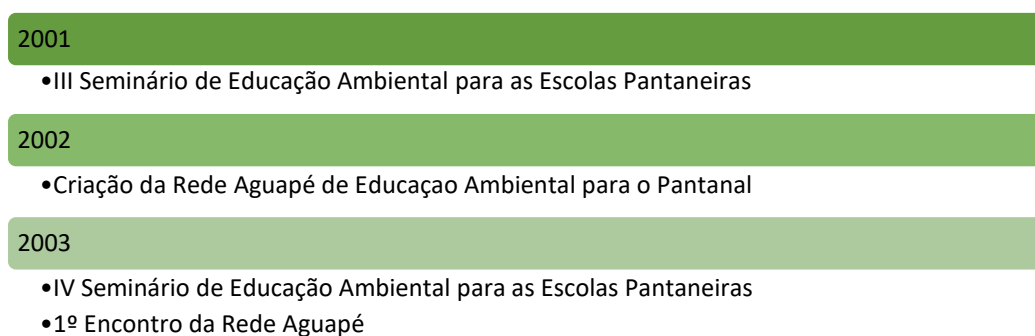 2001
•III Seminário de Educação Ambiental para as Escolas Pantaneiras
2002
•Criação da Rede Aguapé de Educaçao Ambiental para o Pantanal
2003
•IV Seminário de Educação Ambiental para as Escolas Pantaneiras
•1º Encontro da Rede Aguapé